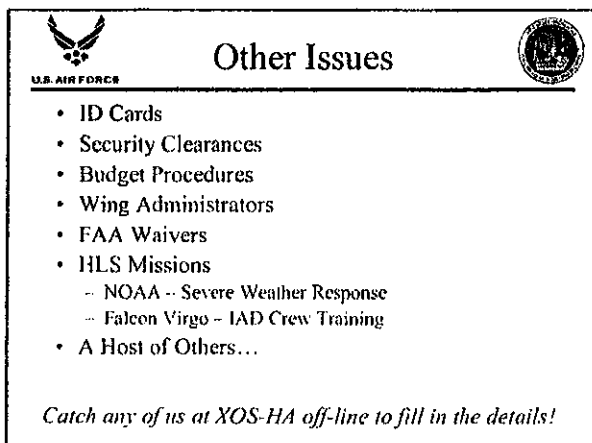 Other Issues
U.S. AIR FORCE
• ID Cards
• Security Clearances
• Budget Procedures
• Wing Administrators
• FAA Waivers
• HLS Missions
– NOAA – Severe Weather Response
– Falcon Virgo – IAD Crew Training
• A Host of Others…
Catch any of us at XOS-HA off-line to fill in the details!